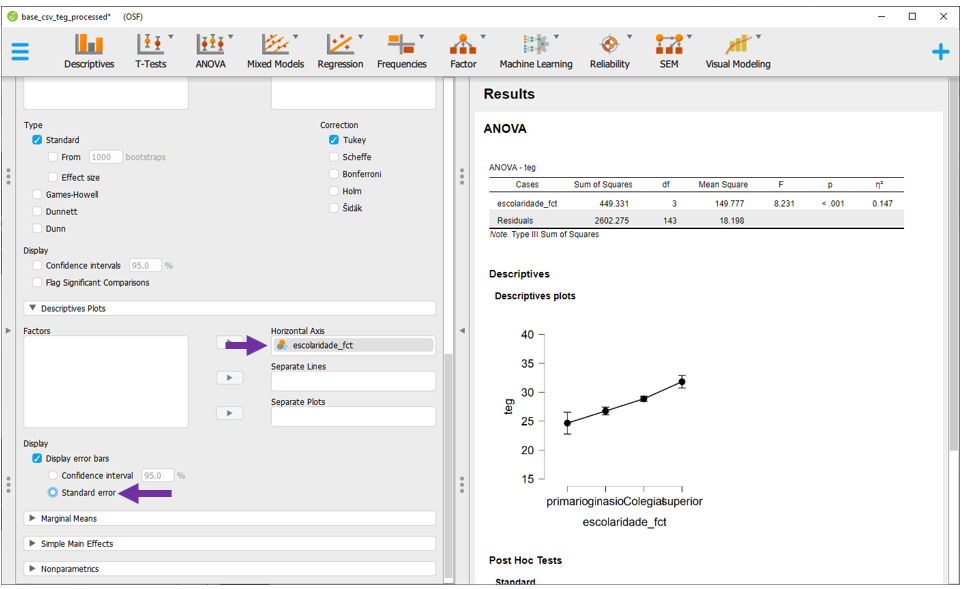 base_csv_teg_processed* (OSF)
Descriptives
T-Tests
ANOVA
Mixed Models
Regression
Frequencies
Factor
Machine Learning
Reliability
SEM
Visual Modeling
Type
Standard
From 1000 bootstraps
Effect size
Games-Howell
Dunnett
Dunn
Correction
Tukey
Scheffe
Bonferroni
Holm
Šidák
Display
Confidence intervals 95.0 %
Flag Significant Comparisons
Descriptives Plots
Factors
Horizontal Axis
escolaridade_fct
Separate Lines
Separate Plots
Display
Display error bars
Confidence interval 95.0 %
Standard error
Marginal Means
Simple Main Effects
Nonparametrics
Results
ANOVA
ANOVA - teg
Cases Sum of Squares df Mean Square F p η²
escolaridade_fct 449.331 3 149.777 8.231 < .001 0.147
Residuals 2602.275 143 18.198
Note. Type III Sum of Squares
Descriptives
Descriptives plots
40
35
30
25
20
15
teg
primario ginasio Colegial superior
escolaridade_fct
Post Hoc Tests
Standard